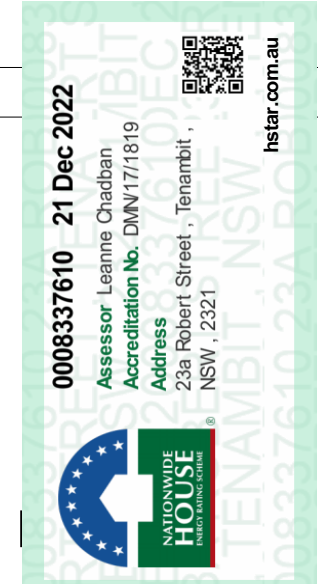 0008337610 21 Dec 2022
Assessor Leanne Chadban
Accreditation No. DMN/17/1819
Address
23a Robert Street , Tenambit ,
NSW , 2321
hstar.com.au
NATIONWIDE
HOUSE
ENERGY RATING SCHEME
®